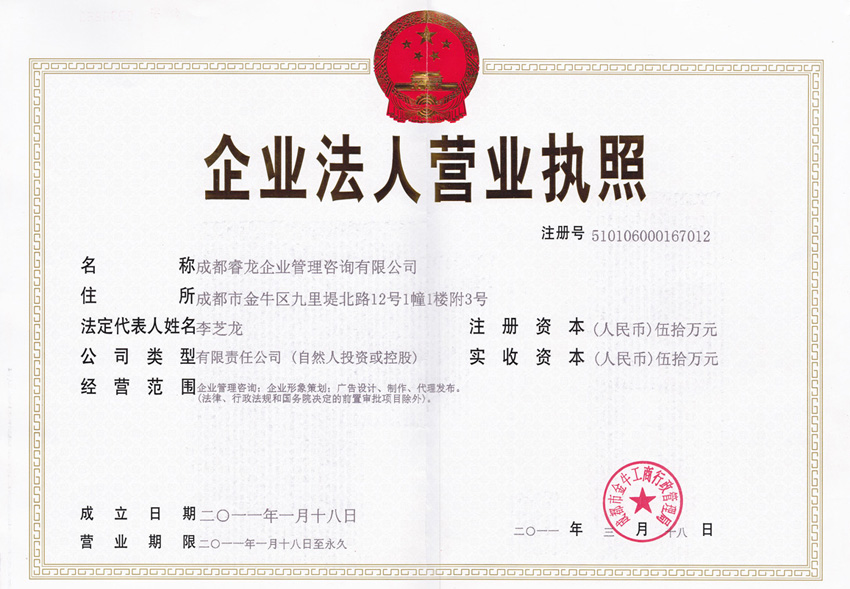 企业法人营业执照
注册号 510106000167012
名称 成都睿龙企业管理咨询有限公司
住所 成都市金牛区九里堤北路12号1幢1楼附3号
法定代表人姓名 李芝龙
注册资本 (人民币)伍拾万元
公司类型 有限责任公司（自然人投资或控股）
实收资本 (人民币)伍拾万元
经营范围 企业管理咨询；企业形象策划；广告设计、制作、代理发布。
(法律、行政法规和国务院决定的前置审批项目除外)。
成都市金牛工商行政管理局
成立日期 二〇一一年一月十八日
二〇一一年 三月 十八日
营业期限 二〇一一年一月十八日至永久